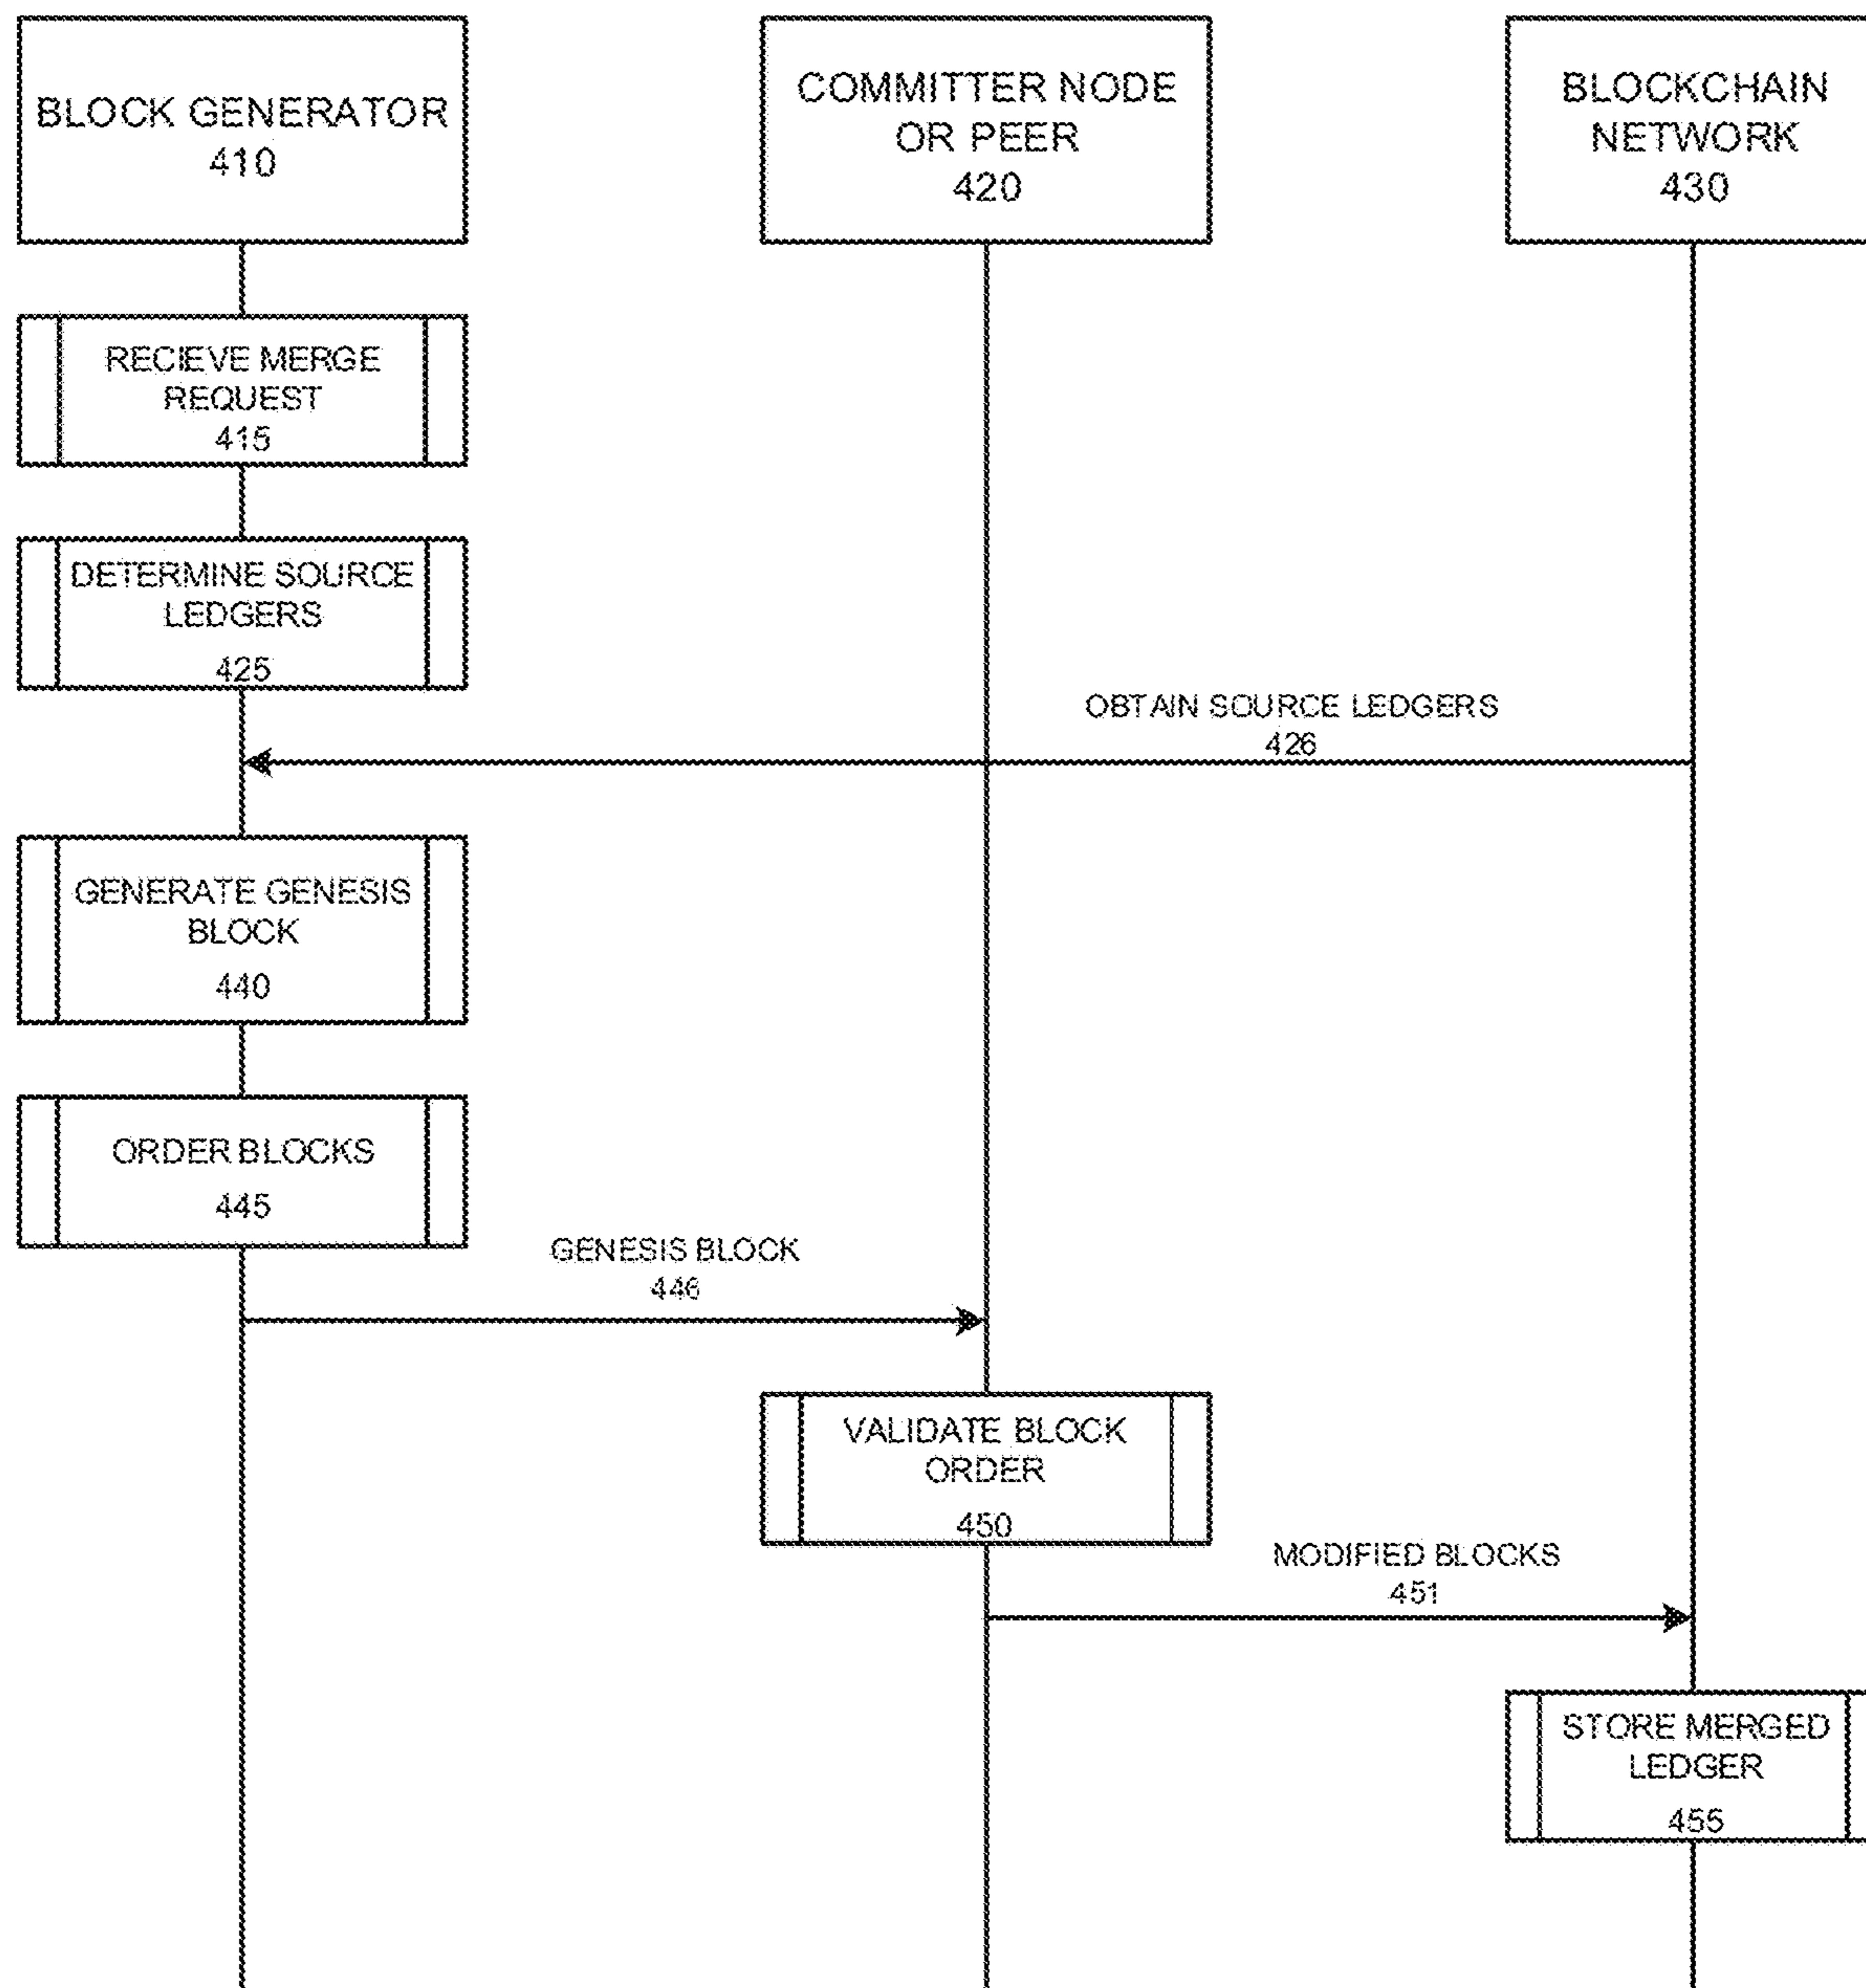 BLOCK GENERATOR
410
COMMITTER NODE
OR PEER
420
BLOCKCHAIN
NETWORK
430
RECIEVE MERGE
REQUEST
415
DETERMINE SOURCE
LEDGERS
425
OBTAIN SOURCE LEDGERS
426
GENERATE GENESIS
BLOCK
440
ORDER BLOCKS
445
GENESIS BLOCK
446
VALIDATE BLOCK
ORDER
450
MODIFIED BLOCKS
451
STORE MERGED
LEDGER
455